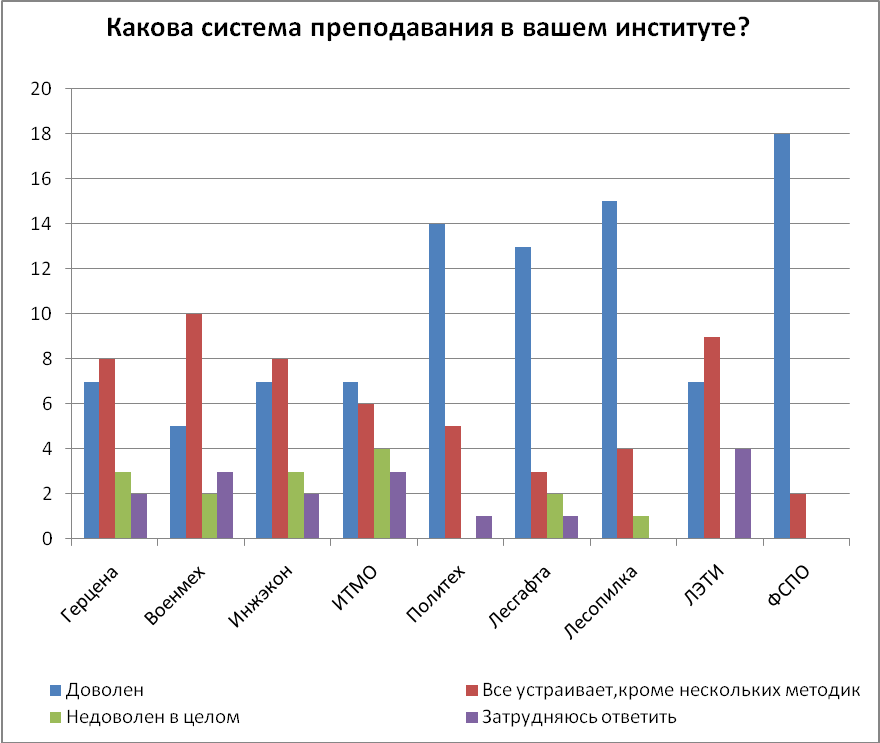 Какова система преподавания в вашем институте?
20
18
16
14
12
10
8
6
4
2
0
Герцена
Военмех
Инжэкон
ИТМО
Политех
Лесгафта
Лесопилка
ЛЭТИ
ФСПО
Доволен
Все устраивает,кроме нескольких методик
Недоволен в целом
Затрудняюсь ответить